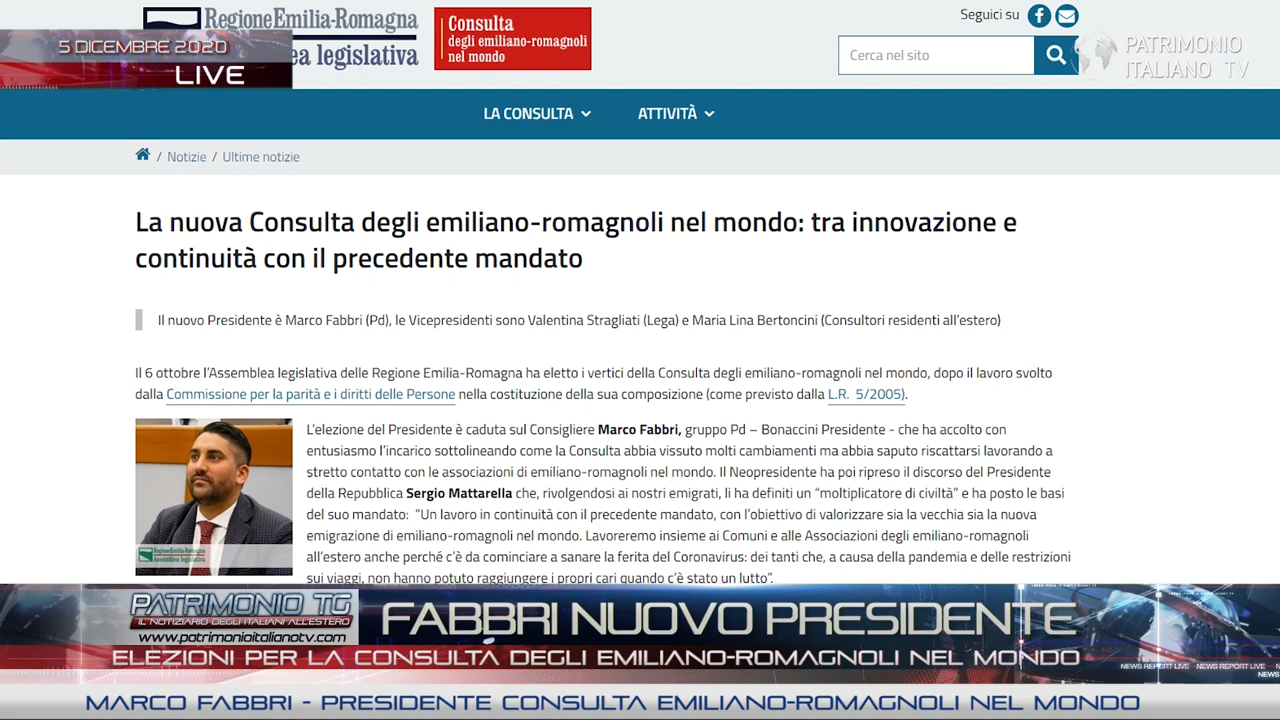 RegioneEmilia-Romagna
ea legislativa
Consulta
degli emiliano-romagnoli
nel mondo
Seguici su
Cerca nel sito
PATRIMONIO
ITALIANO TV
5 DICEMBRE 2020
LIVE
LA CONSULTA
ATTIVITÀ
/ Notizie / Ultime notizie
La nuova Consulta degli emiliano-romagnoli nel mondo: tra innovazione e
continuità con il precedente mandato
Il nuovo Presidente è Marco Fabbri (Pd), le Vicepresidenti sono Valentina Stragliati (Lega) e Maria Lina Bertoncini (Consultori residenti all'estero)
Il 6 ottobre l'Assemblea legislativa delle Regione Emilia-Romagna ha eletto i vertici della Consulta degli emiliano-romagnoli nel mondo, dopo il lavoro svolto
dalla Commissione per la parità e i diritti delle Persone nella costituzione della sua composizione (come previsto dalla L.R. 5/2005).
L'elezione del Presidente è caduta sul Consigliere Marco Fabbri, gruppo Pd – Bonaccini Presidente - che ha accolto con
entusiasmo l'incarico sottolineando come la Consulta abbia vissuto molti cambiamenti ma abbia saputo riscattarsi lavorando a
stretto contatto con le associazioni di emiliano-romagnoli nel mondo. Il Neopresidente ha poi ripreso il discorso del Presidente
della Repubblica Sergio Mattarella che, rivolgendosi ai nostri emigrati, li ha definiti un "moltiplicatore di civiltà" e ha posto le basi
del suo mandato: "Un lavoro in continuità con il precedente mandato, con l'obiettivo di valorizzare sia la vecchia sia la nuova
emigrazione di emiliano-romagnoli nel mondo. Lavoreremo insieme ai Comuni e alle Associazioni degli emiliano-romagnoli
all'estero anche perché c'è da cominciare a sanare la ferita del Coronavirus: dei tanti che, a causa della pandemia e delle restrizioni
sui viaggi, non hanno potuto raggiungere i propri cari quando c'è stato un lutto".
RegioneEmilia-Romagna
Assemblea legislativa
PATRIMONIO TG
IL NOTIZIARIO DEGLI ITALIANI ALL'ESTERO
www.patrimonioitalianotv.com
FABBRI NUOVO PRESIDENTE
ELEZIONI PER LA CONSULTA DEGLI EMILIANO-ROMAGNOLI NEL MONDO
NEWS REPORT LIVE NEWS REPORT LIVE
NEWS
MARCO FABBRI - PRESIDENTE CONSULTA EMILIANO-ROMAGNOLI NEL MONDO